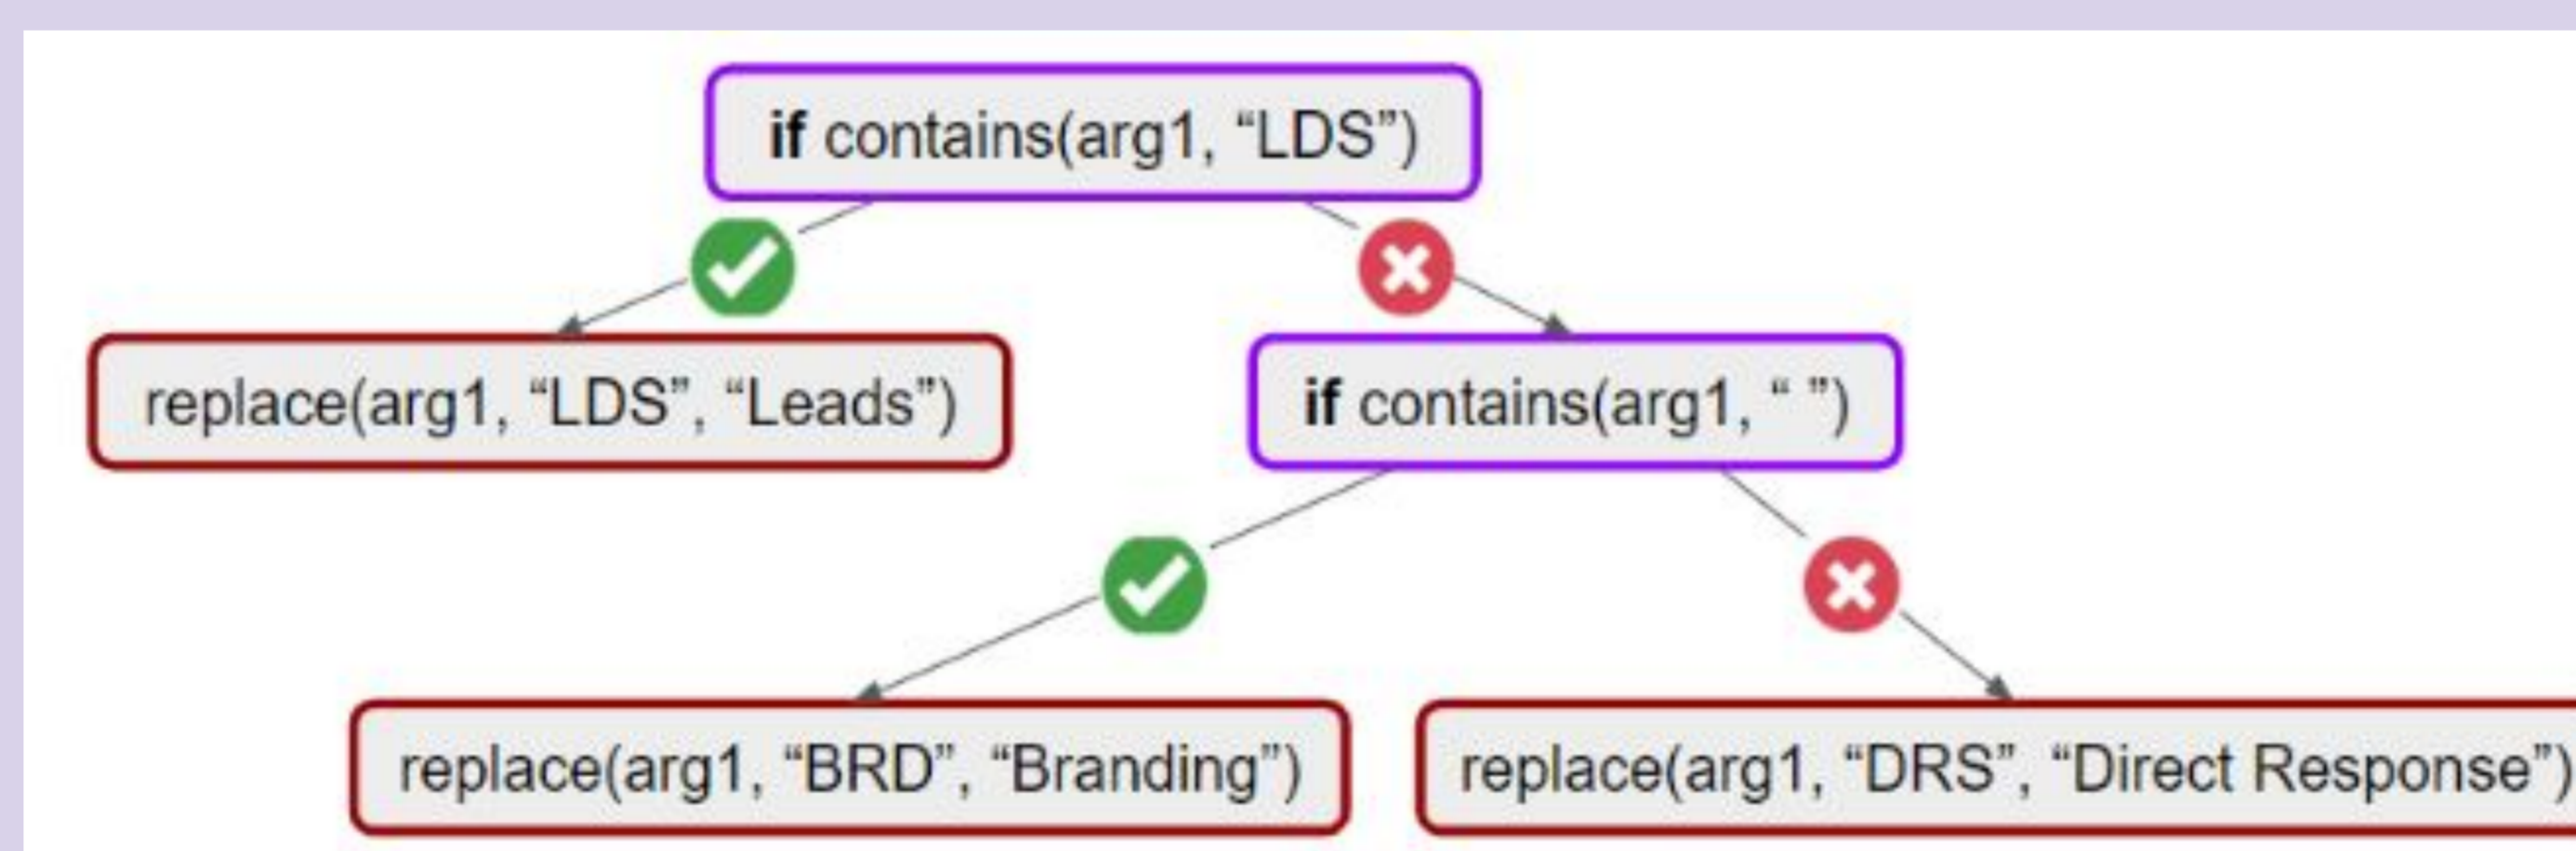 if contains(arg1, “LDS”)
replace(arg1, “LDS”, “Leads”)
if contains(arg1, “ ”)
replace(arg1, “BRD”, “Branding”)
replace(arg1, “DRS”, “Direct Response”)